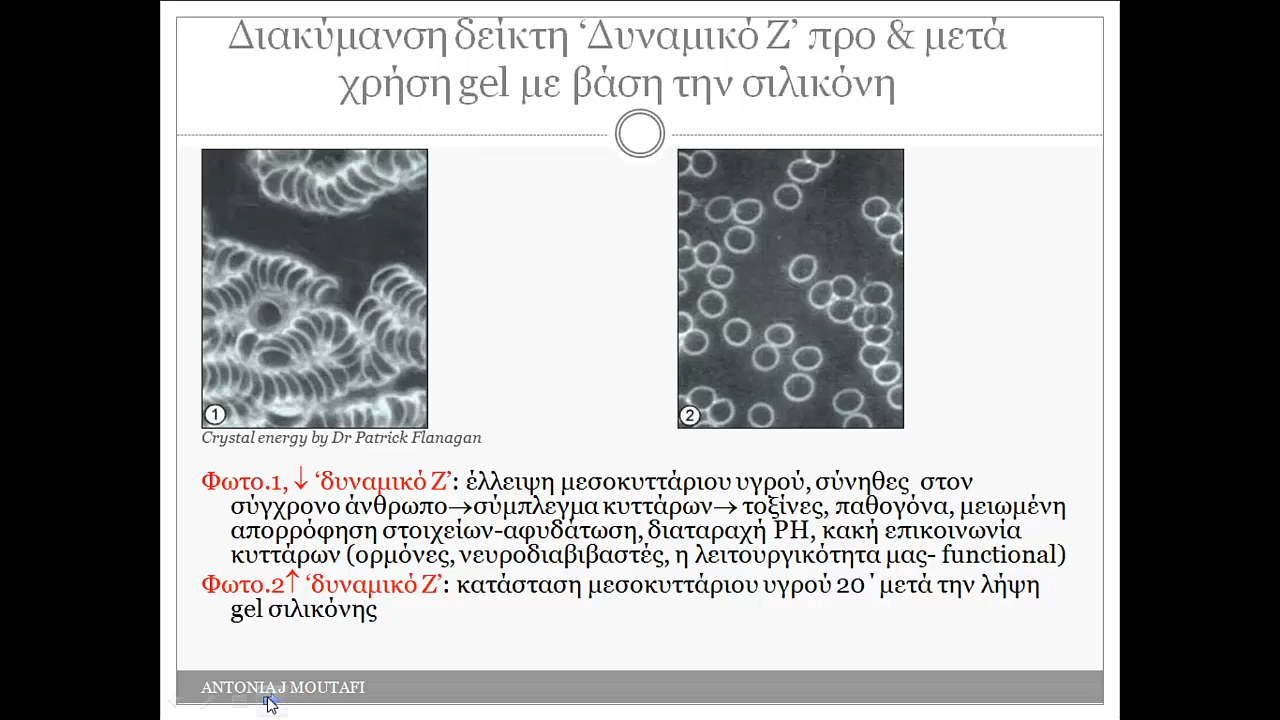 Διακύμανση δείκτη ‘Δυναμικό Ζ’ προ & μετά
χρήση gel με βάση την σιλικόνη
1
2
Crystal energy by Dr Patrick Flanagan
Φωτο.1, ↓ ‘δυναμικό Ζ’: έλλειψη μεσοκυττάριου υγρού, σύνηθες στον
σύγχρονο άνθρωπο→σύμπλεγμα κυττάρων→ τοξίνες, παθογόνα, μειωμένη
απορρόφηση στοιχείων-αφυδάτωση, διαταραχή PH, κακή επικοινωνία
κυττάρων (ορμόνες, νευροδιαβιβαστές, η λειτουργικότητα μας- functional)
Φωτο.2↑ ‘δυναμικό Ζ’: κατάσταση μεσοκυττάριου υγρού 20 ΄ μετά την λήψη
gel σιλικόνης
ANTONIA J MOUTAFI